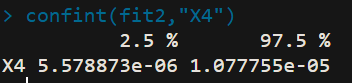 > confint(fit2,"X4")
2.5 % 97.5 %
X4 5.578873e-06 1.077755e-05